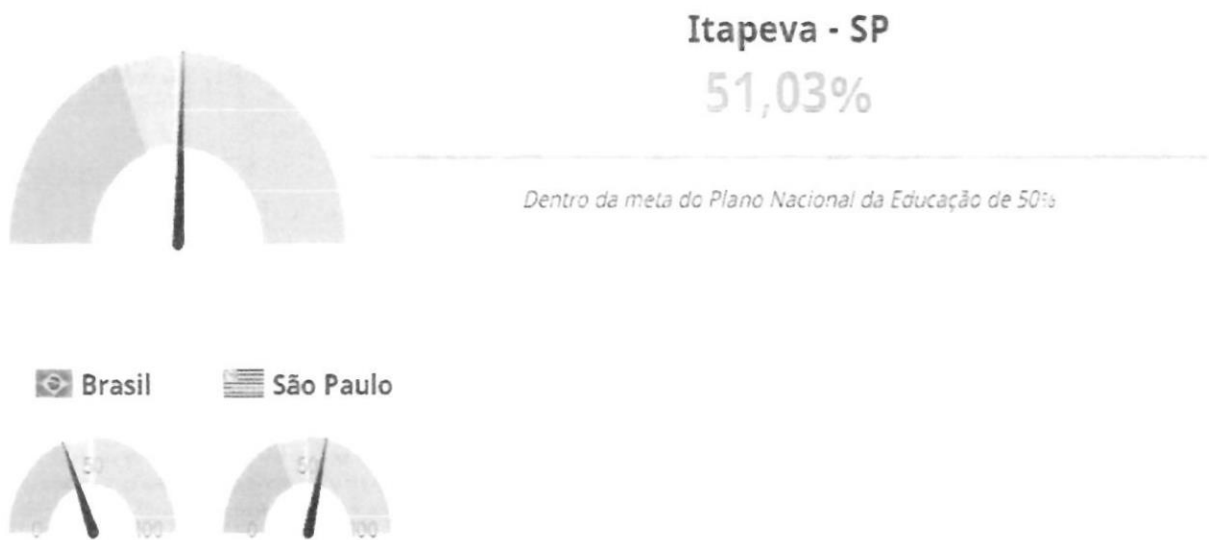 Itapeva - SP
51,03%
Dentro da meta do Plano Nacional da Educação de 50%
Brasil
São Paulo
50
0
100
50
0
100